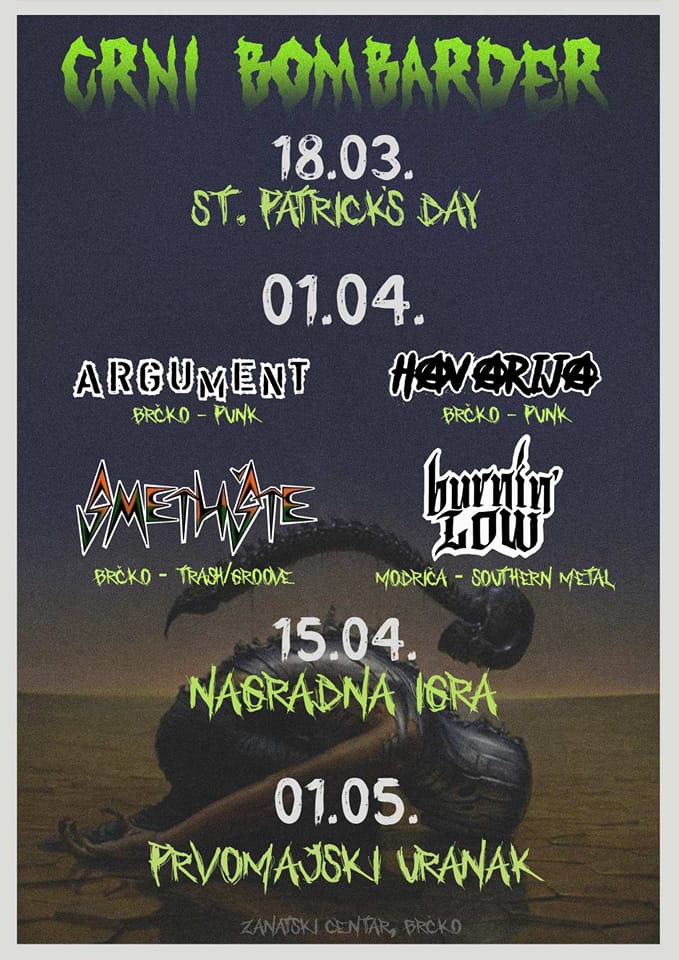 CRNI BOMBARDER
18.03.
ST. PATRICK'S DAY
01.04.
ARGUMENT
BRČKO - PUNK
HAVARIJA
BRČKO - PUNK
SMETLIŠTE
BRČKO - TRASH/GROOVE
burnin'
LOW
MODRIČA - SOUTHERN METAL
15.04.
NAGRADNA IGRA
01.05.
PRVOMAJSKI URANAK
ZANATSKI CENTAR, BRČKO